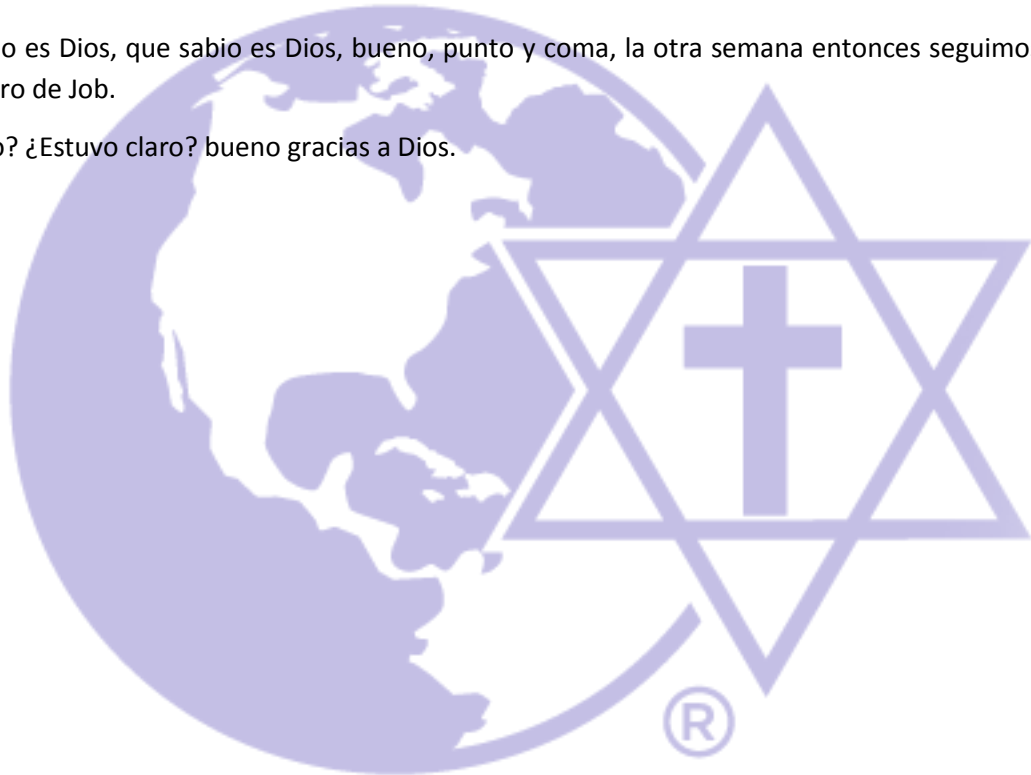 o es Dios, que sabio es Dios, bueno, punto y coma, la otra semana entonces seguimo
ro de Job.
o? ¿Estuvo claro? bueno gracias a Dios.
®